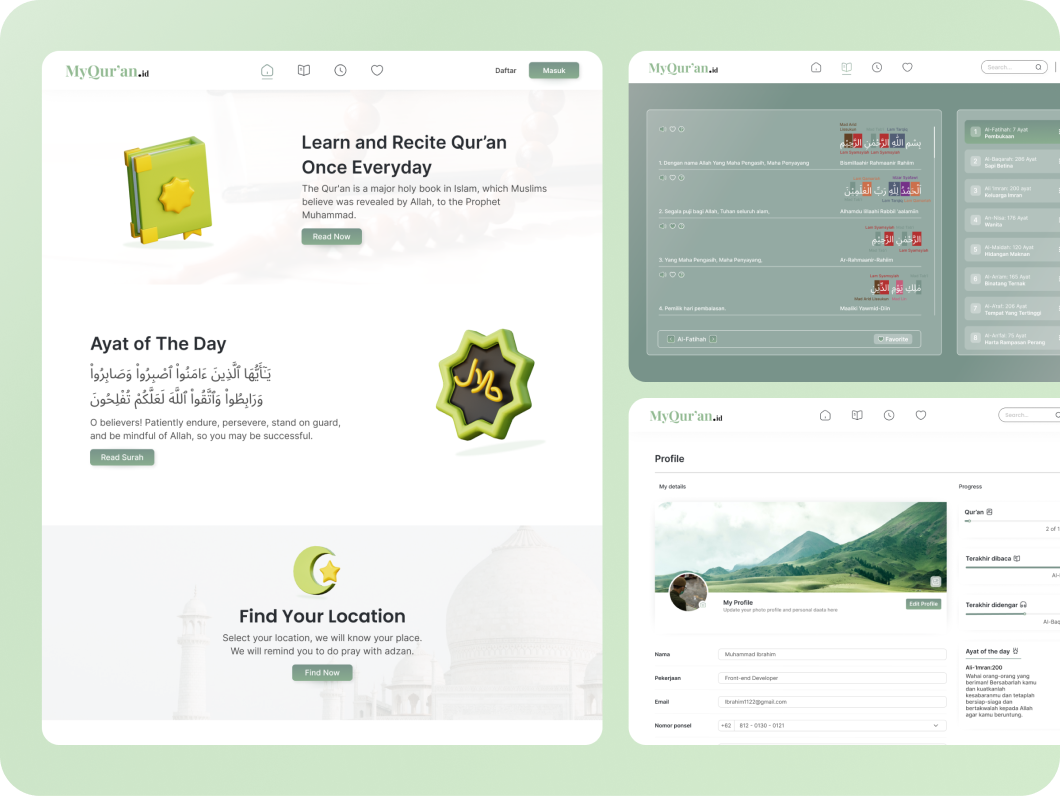 MyQur'an.id
Daftar
Masuk
Learn and Recite Qur'an
Once Everyday
The Qur'an is a major holy book in Islam, which Muslims
believe was revealed by Allah, to the Prophet
Muhammad.
Read Now
Ayat of The Day
يَـٰٓأَيُّهَا ٱلَّذِينَ ءَامَنُوا۟ ٱصْبِرُوا۟ وَصَابِرُوا۟
وَرَابِطُوا۟ وَٱتَّقُوا۟ ٱللَّهَ لَعَلَّكُمْ تُفْلِحُونَ
O believers! Patiently endure, persevere, stand on guard,
and be mindful of Allah, so you may be successful.
Read Surah
حلال
Find Your Location
Select your location, we will know your place.
We will remind you to do pray with adzan.
Find Now
MyQur'an.id
Search...
بِسْمِ اللَّهِ الرَّحْمَٰنِ الرَّحِيْمِ
1. Dengan nama Allah Yang Maha Pengasih, Maha Penyayang
Bismillaahir Rahmaanir Rahiim
الْحَمْدُ لِلَّهِ رَبِّ الْعَلَمِيْنَ
2. Segala puji bagi Allah, Tuhan seluruh alam,
Alhamdu lillaahi Rabbil 'aalamiin
الرَّحْمَٰنِ الرَّحِيْمِ
3. Yang Maha Pengasih, Maha Penyayang,
Ar-Rahmaanir-Rahiim
مَلِكِ يَوْمِ الدِّيْنِ
4. Pemilik hari pembalasan.
Maaliki Yawmid-Diin
Al-Fatihah
Favorite
1
Al-Fatihah: 7 Ayat
Pembukaan
2
Al-Baqarah: 286 Ayat
Sapi Betina
3
Ali-'Imran: 200 ayat
Keluarga Imran
4
An-Nisa: 176 Ayat
Wanita
5
Al-Maidah: 120 Ayat
Hidangan Makanan
6
Al-An'am: 165 Ayat
Binatang Ternak
7
Al-A'raf: 206 Ayat
Tempat Yang Tertinggi
8
Al-Anfal: 75 Ayat
Harta Rampasan Perang
MyQur'an.id
Search...
Profile
My details
My Profile
Update your photo profile and personal daata here
Edit Profile
Nama
Muhammad Ibrahim
Pekerjaan
Front-end Developer
Email
Ibrahim1122@gmail.com
Nomor ponsel
+62
812 - 0130 - 0121
Progress
Qur'an
2 of 1
Terakhir dibaca
Al-
Terakhir didengar
Al-Baq
Ayat of the day
Ali-'Imran:200
Wahai orang-orang yang
beriman! Bersabarlah kamu
dan kuatkanlah
kesabaranmu dan tetaplah
bersiap-siaga dan
bertakwalah kepada Allah
agar kamu beruntung.